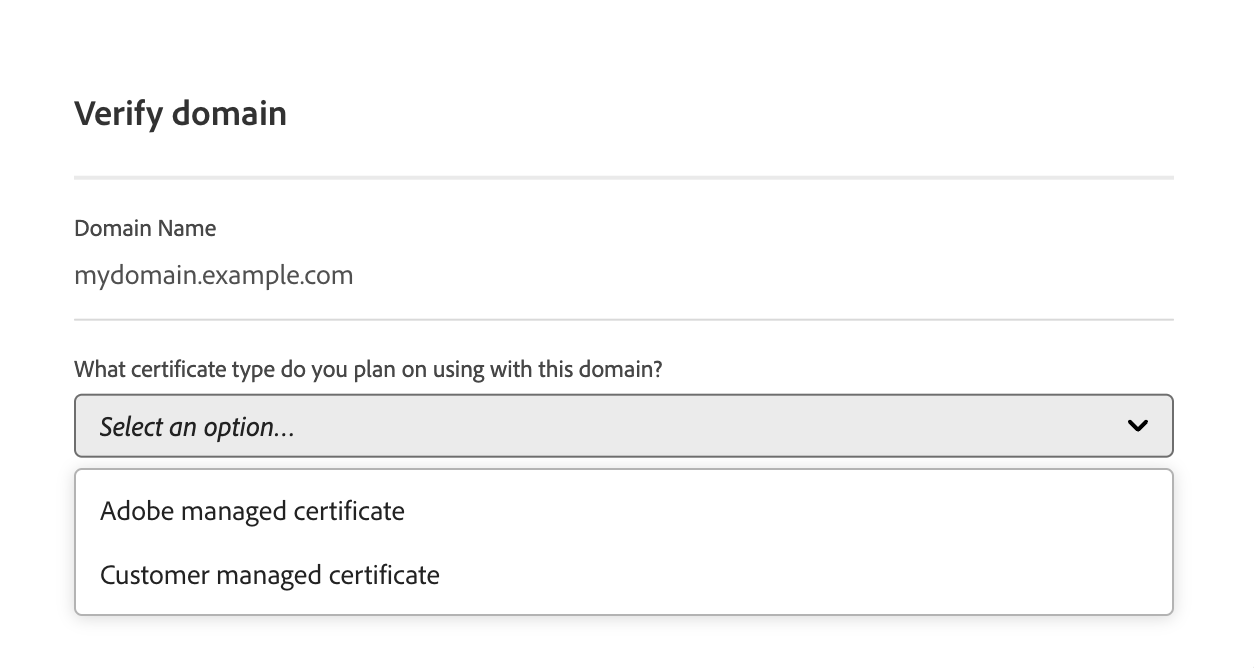 Verify domain
Domain Name
mydomain.example.com
What certificate type do you plan on using with this domain?
Select an option...
Adobe managed certificate
Customer managed certificate